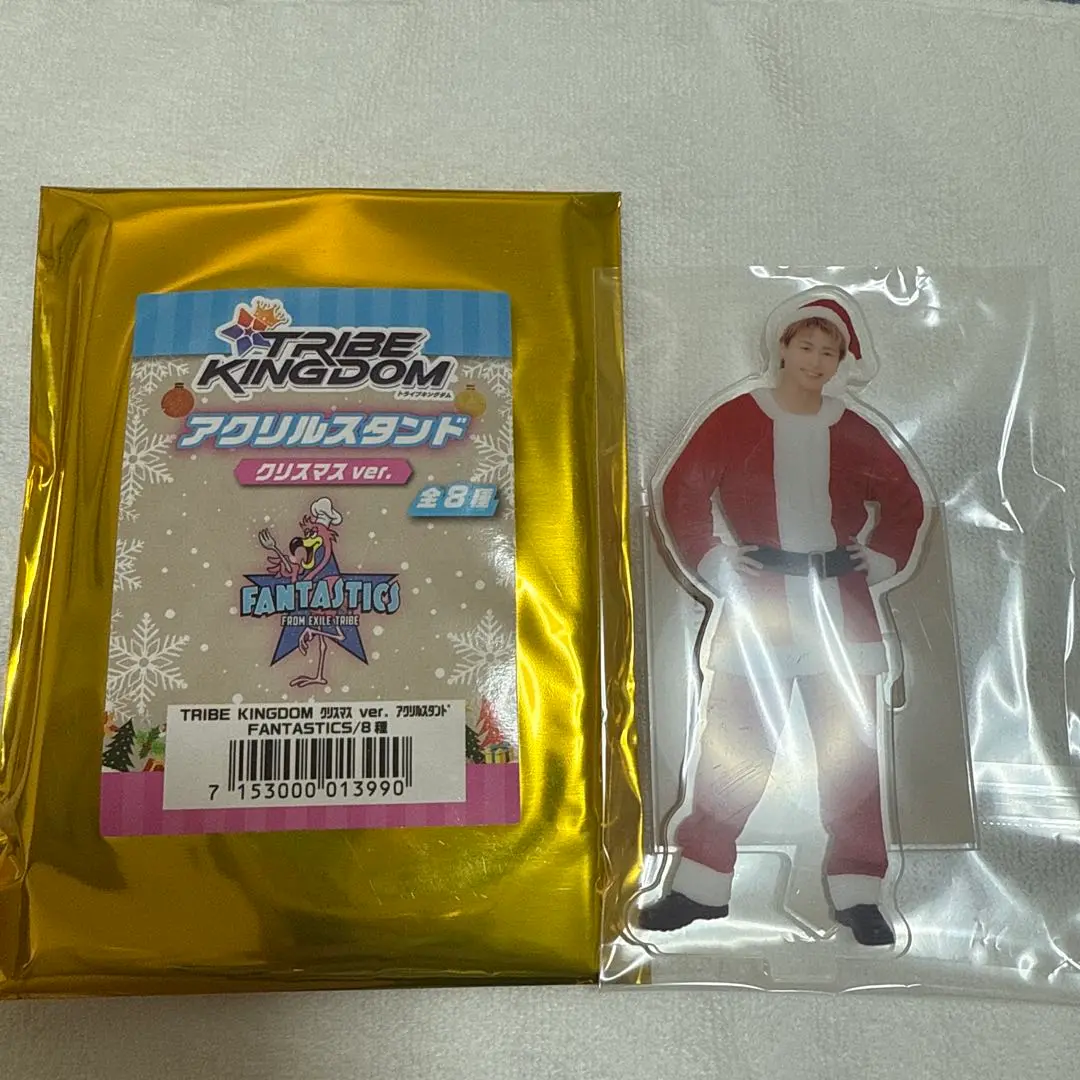 TRIBE
KINGDOM
トライブキングダム
アクリルスタンド
クリスマス ver.
全8種
FANTASTICS
FROM EXILE TRIBE
TRIBE KINGDOM クリスマス ver. アクリルスタンド
FANTASTICS/8種
7 153000 013990